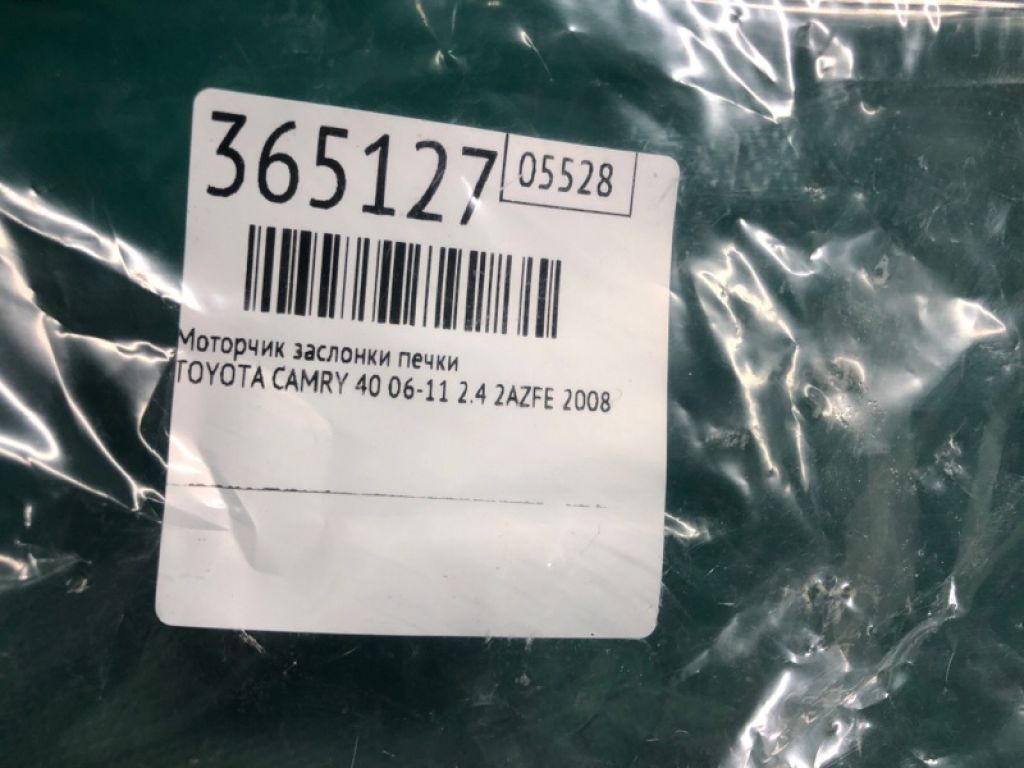 365127 05528
Моторчик заслонки печки
TOYOTA CAMRY 40 06-11 2.4 2AZFE 2008